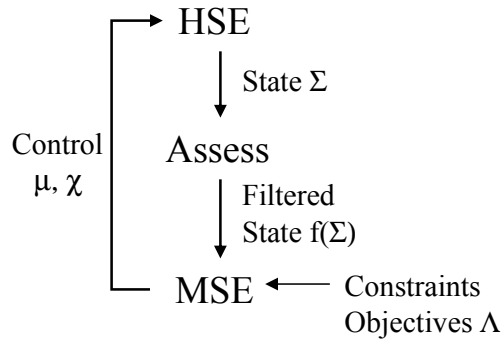 HSE
State Σ
Control
μ, χ
Assess
Filtered
State f(Σ)
MSE
Constraints
Objectives Λ